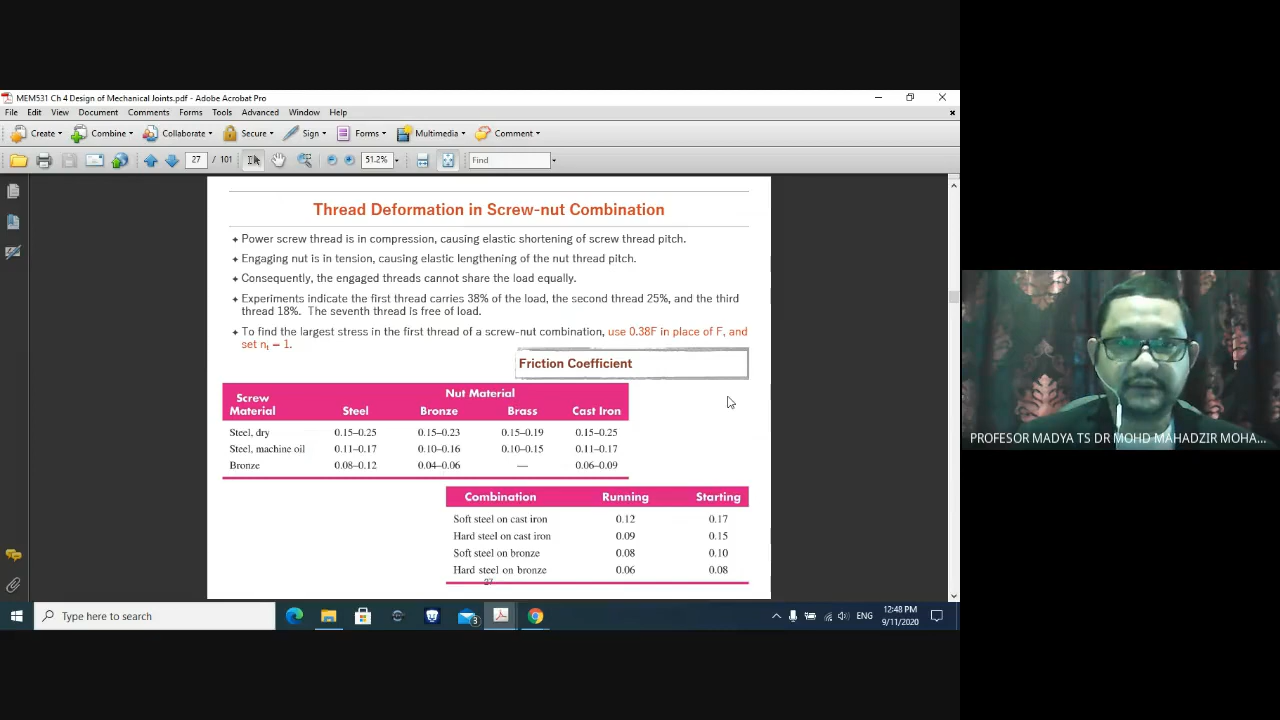 MEM531 Ch 4 Design of Mechanical Joints.pdf - Adobe Acrobat Pro
File Edit View Document Comments Forms Tools Advanced Window Help
Create Combine Collaborate Secure Sign Forms Multimedia Comment
27 / 101 51.2% Find
Thread Deformation in Screw-nut Combination
Power screw thread is in compression, causing elastic shortening of screw thread pitch.
Engaging nut is in tension, causing elastic lengthening of the nut thread pitch.
Consequently, the engaged threads cannot share the load equally.
Experiments indicate the first thread carries 38% of the load, the second thread 25%, and the third
thread 18%. The seventh thread is free of load.
To find the largest stress in the first thread of a screw-nut combination, use 0.38F in place of F, and
set nt = 1.
Friction Coefficient
Nut Material
Screw
Material Steel Bronze Brass Cast Iron
Steel, dry 0.15–0.25 0.15–0.23 0.15–0.19 0.15–0.25
Steel, machine oil 0.11–0.17 0.10–0.16 0.10–0.15 0.11–0.17
Bronze 0.08–0.12 0.04–0.06 — 0.06–0.09
Combination Running Starting
Soft steel on cast iron 0.12 0.17
Hard steel on cast iron 0.09 0.15
Soft steel on bronze 0.08 0.10
Hard steel on bronze 0.06 0.08
27
PROFESOR MADYA TS DR MOHD MAHADZIR MOHA...
Type here to search
3
ENG
12:48 PM
9/11/2020